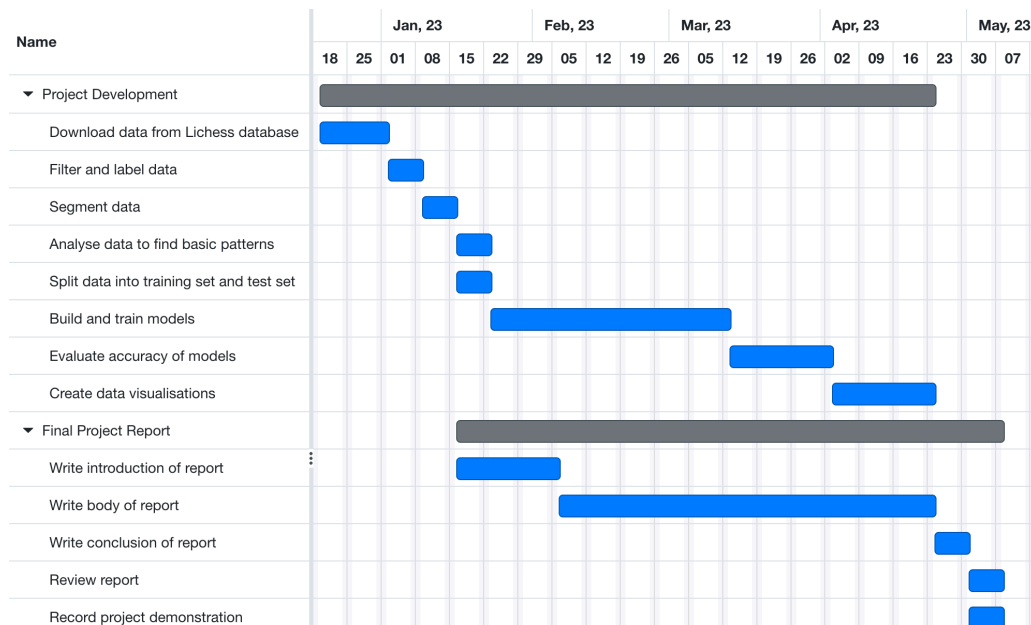 Name
Jan, 23 Feb, 23 Mar, 23 Apr, 23 May, 23
18 25 01 08 15 22 29 05 12 19 26 05 12 19 26 02 09 16 23 30 07
Project Development
Download data from Lichess database
Filter and label data
Segment data
Analyse data to find basic patterns
Split data into training set and test set
Build and train models
Evaluate accuracy of models
Create data visualisations
Final Project Report
Write introduction of report
Write body of report
Write conclusion of report
Review report
Record project demonstration